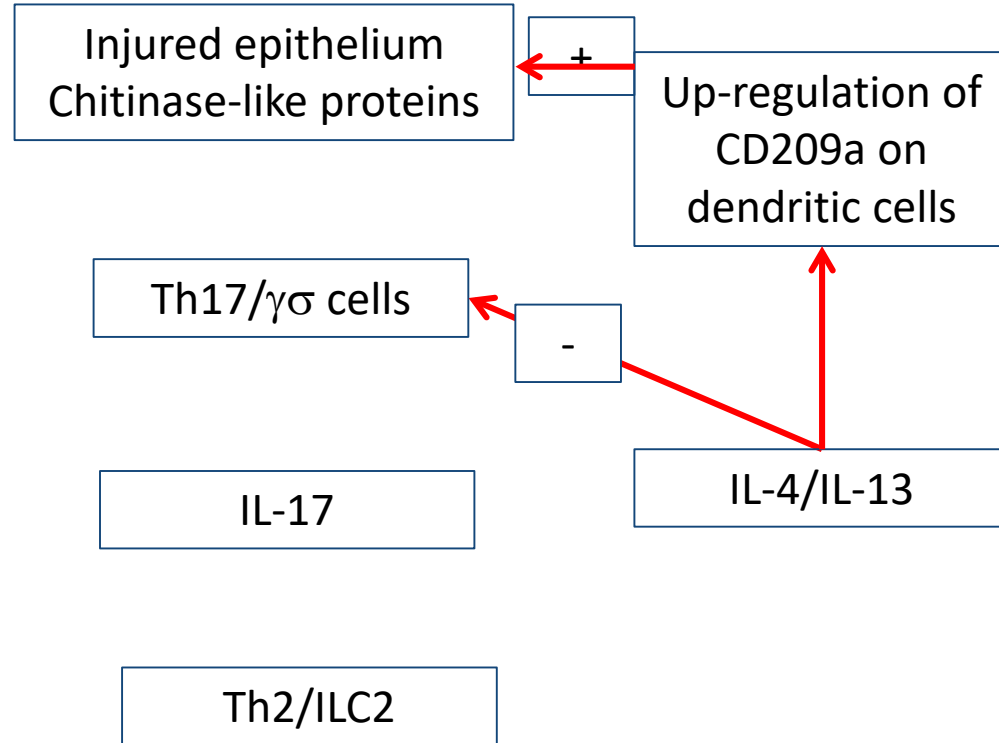 Injured epithelium
Chitinase-like proteins
+
Up-regulation of
CD209a on
dendritic cells
Th17/γσ cells
-
IL-17
IL-4/IL-13
Th2/ILC2